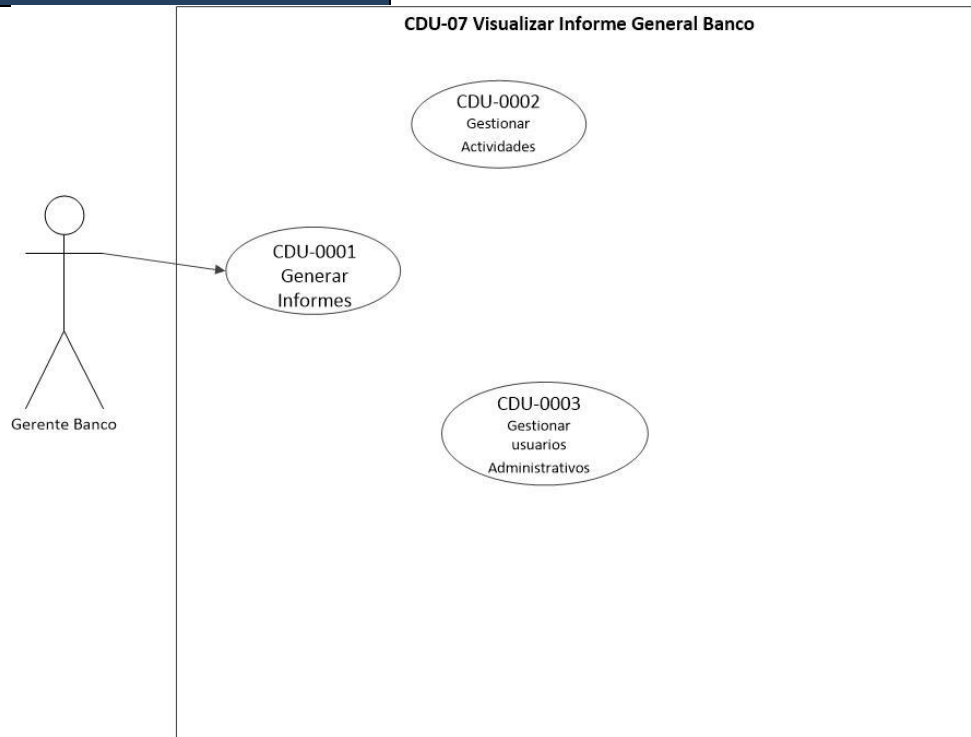 CDU-07 Visualizar Informe General Banco
CDU-0002
Gestionar
Actividades
CDU-0001
Generar
Informes
Gerente Banco
CDU-0003
Gestionar
usuarios
Administrativos